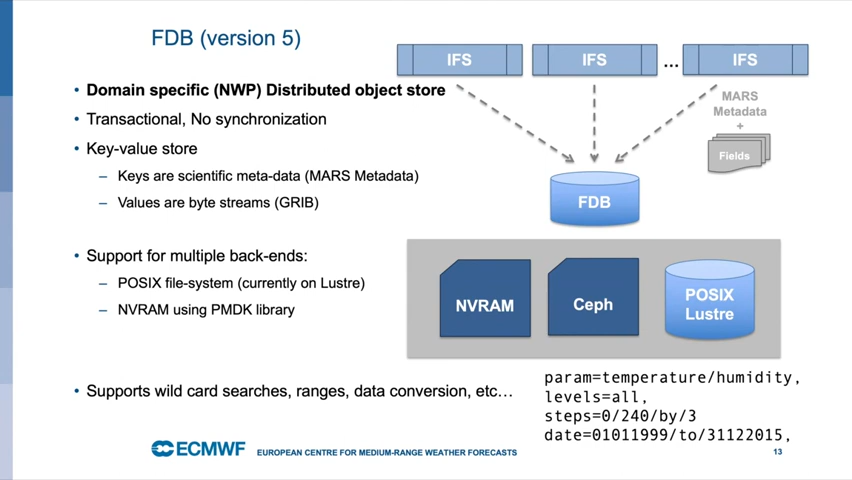 FDB (version 5)
• Domain specific (NWP) Distributed object store
• Transactional, No synchronization
• Key-value store
– Keys are scientific meta-data (MARS Metadata)
– Values are byte streams (GRIB)
• Support for multiple back-ends:
– POSIX file-system (currently on Lustre)
– NVRAM using PMDK library
• Supports wild card searches, ranges, data conversion, etc…
IFS
IFS
...
IFS
MARS
Metadata
+
Fields
FDB
NVRAM
Ceph
POSIX
Lustre
param=temperature/humidity,
levels=all,
steps=0/240/by/3
date=01011999/to/31122015,
ECMWF
EUROPEAN CENTRE FOR MEDIUM-RANGE WEATHER FORECASTS
13